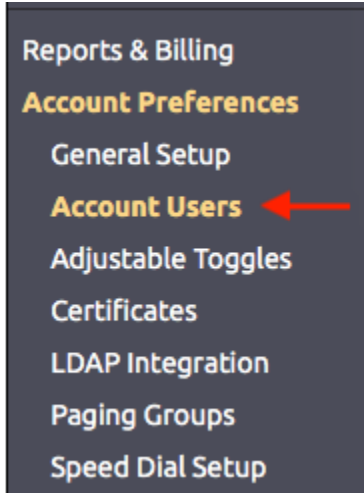 Reports & Billing
Account Preferences
General Setup
Account Users
Adjustable Toggles
Certificates
LDAP Integration
Paging Groups
Speed Dial Setup